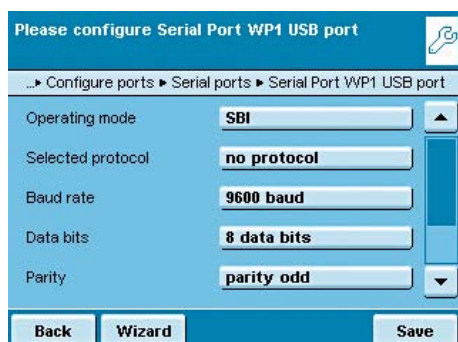 Please configure Serial Port WP1 USB port
...▸ Configure ports ▸ Serial ports ▸ Serial Port WP1 USB port
Operating mode SBI
Selected protocol no protocol
Baud rate 9600 baud
Data bits 8 data bits
Parity parity odd
Back Wizard Save